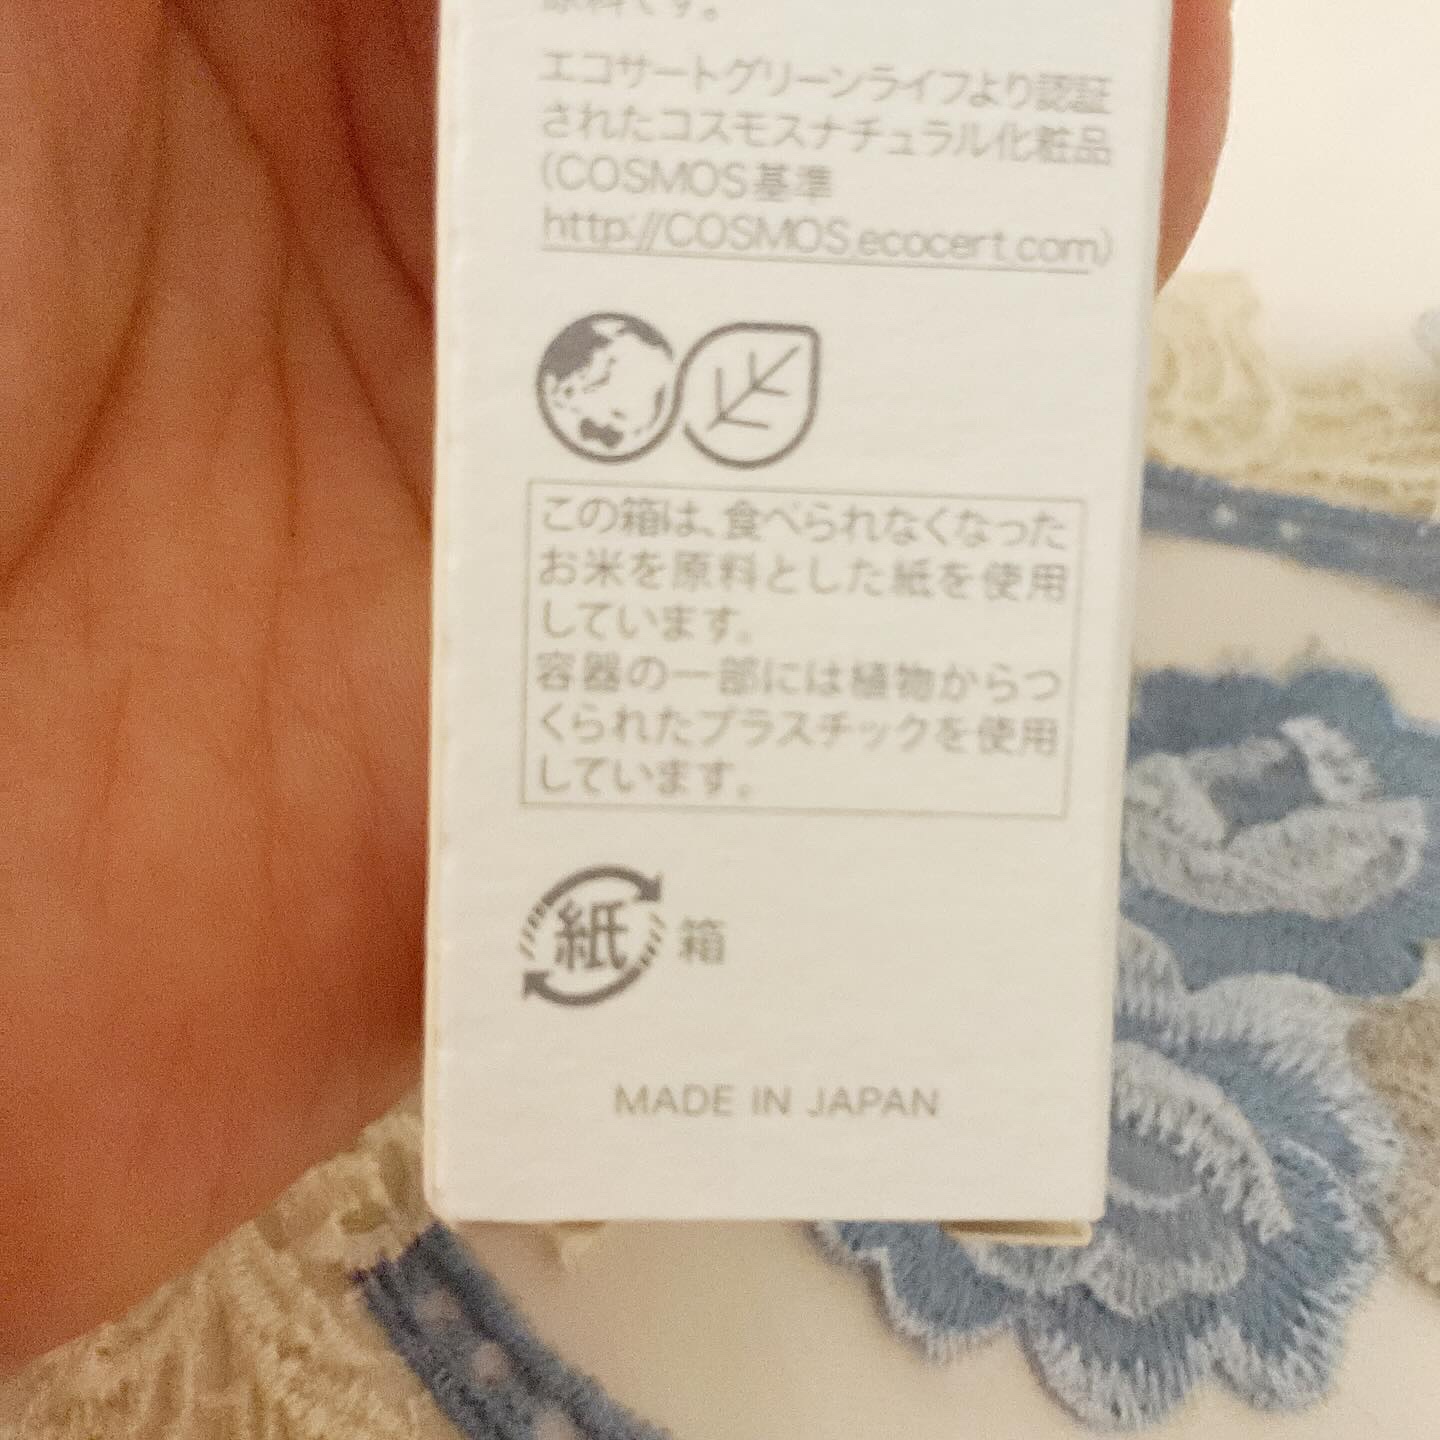 原料です。
エコサートグリーンライフより認証
されたコスモスナチュラル化粧品
(COSMOS基準
http://COSMOS.ecocert.com)
この箱は、食べられなくなった
お米を原料とした紙を使用
しています。
容器の一部には植物からつ
くられたプラスチックを使用
しています。
紙 箱
MADE IN JAPAN